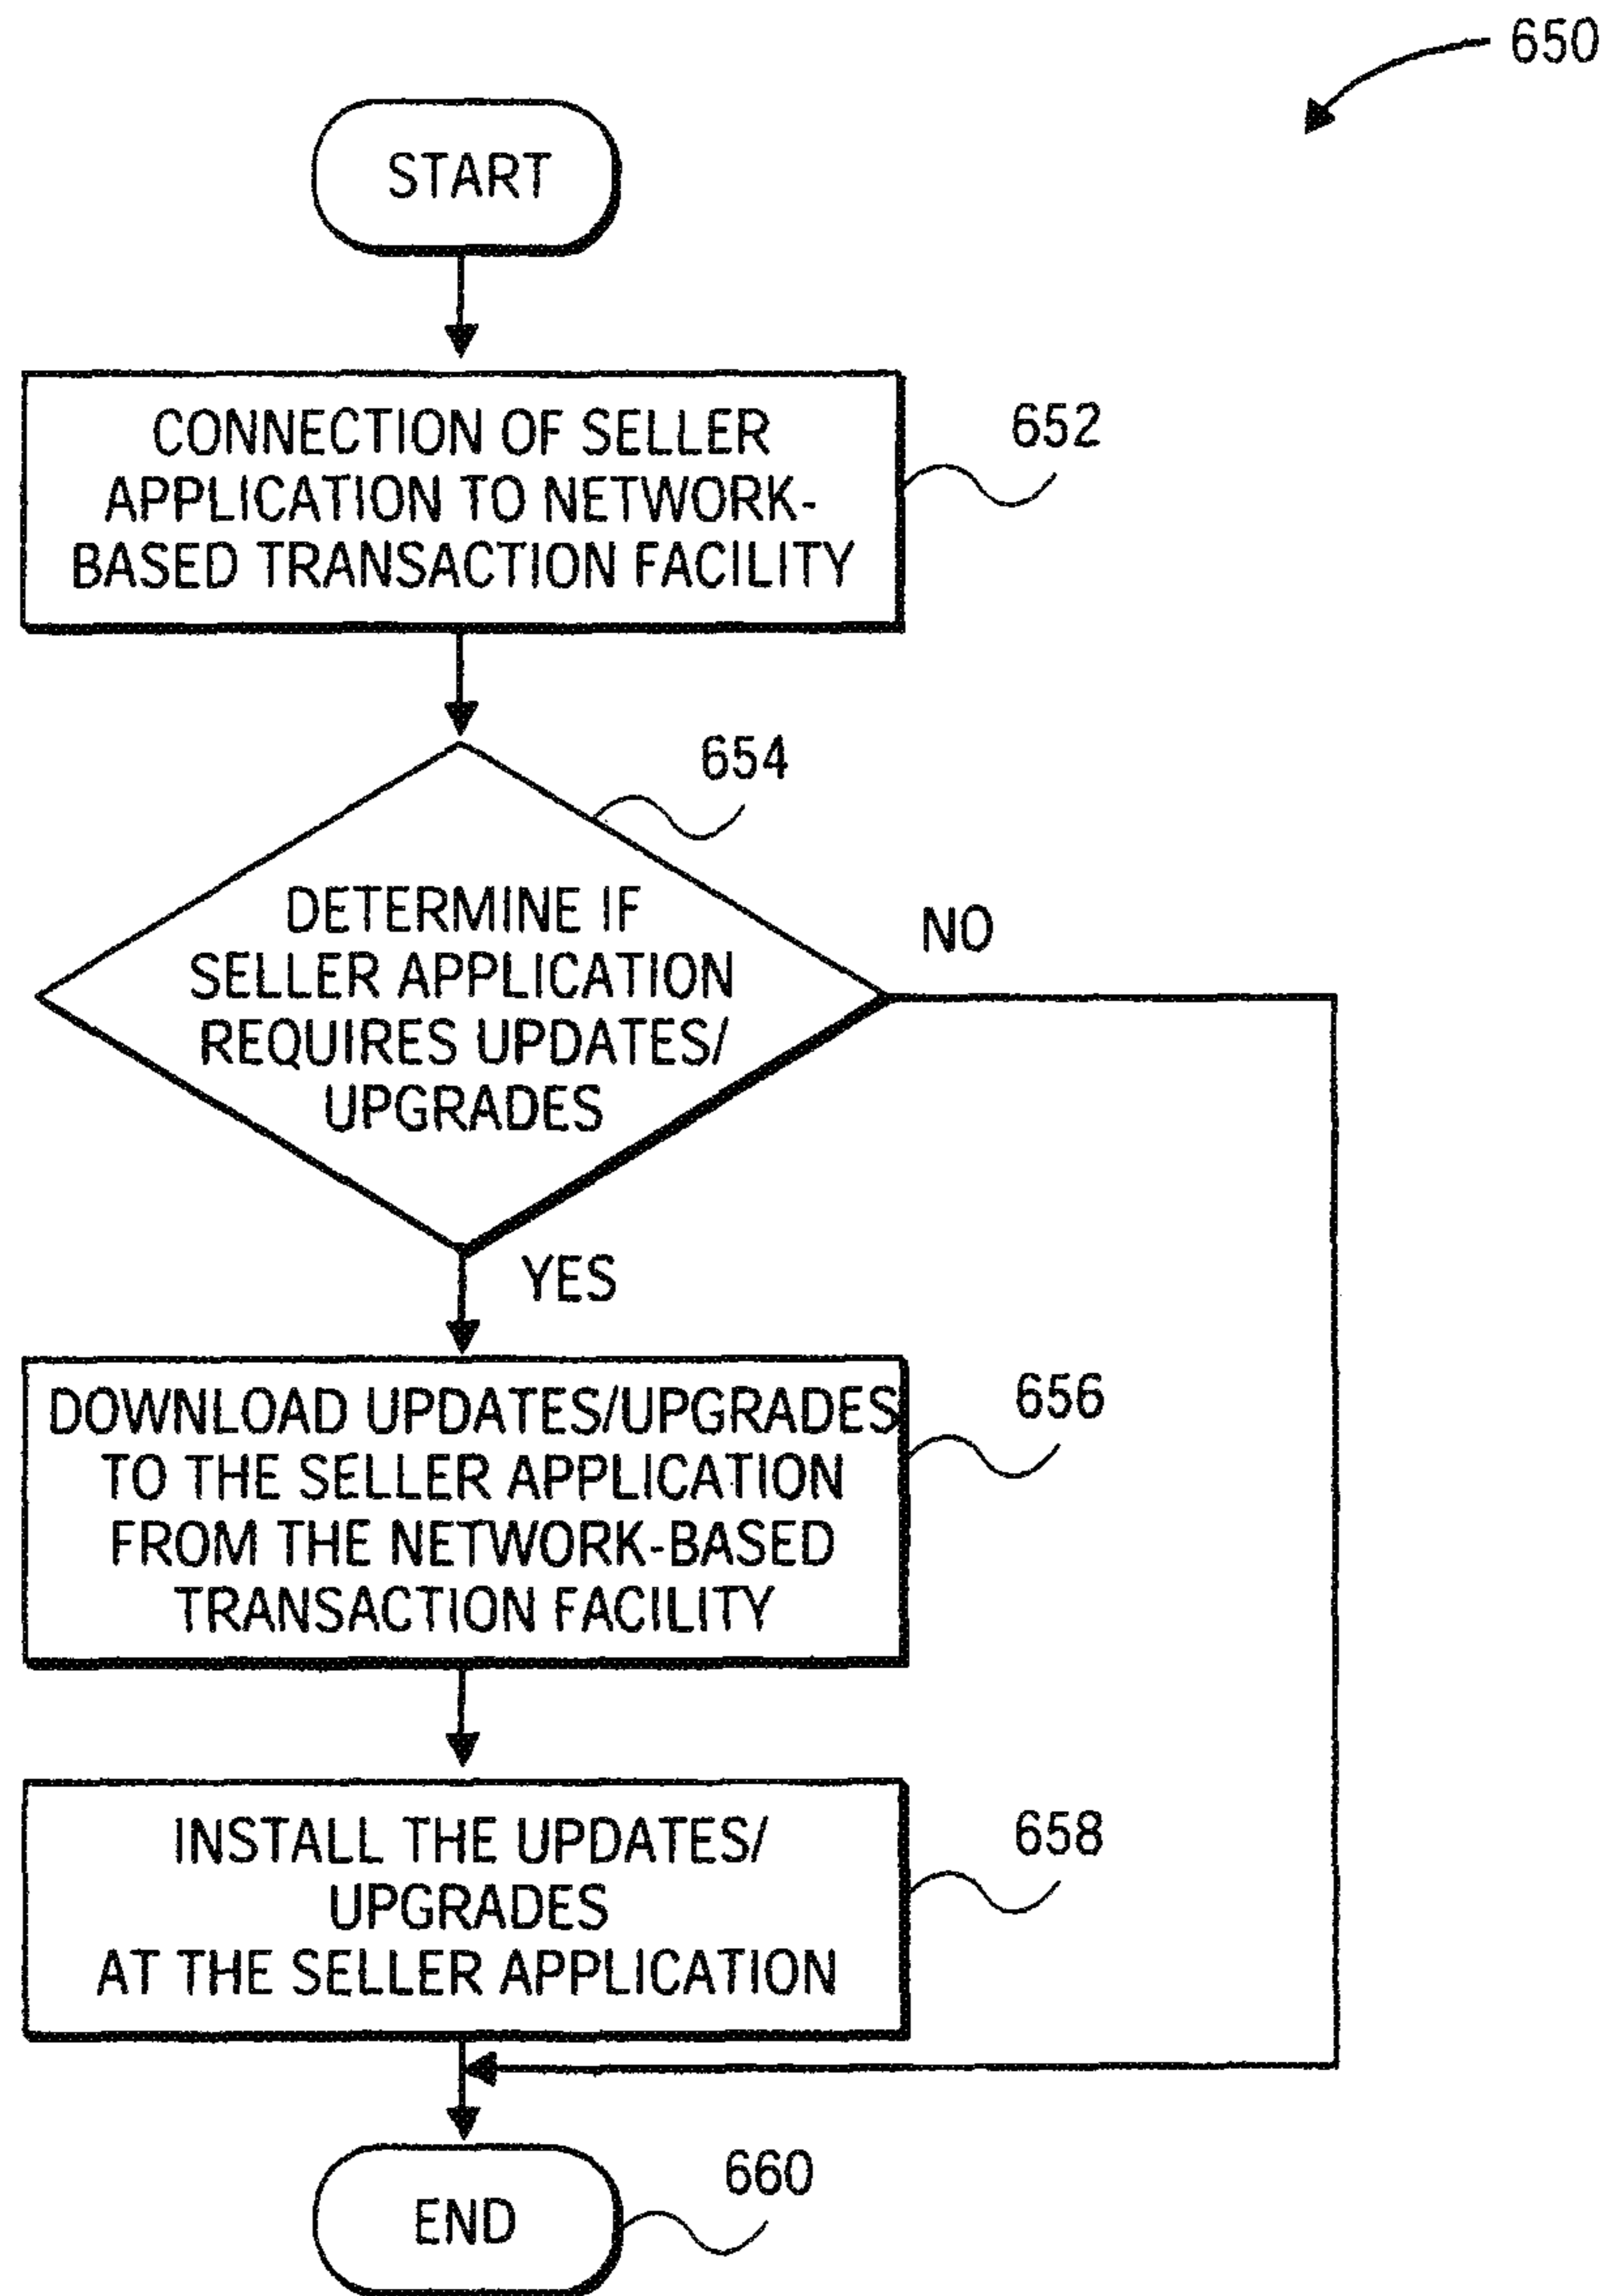 650
START
CONNECTION OF SELLER
APPLICATION TO NETWORK-
BASED TRANSACTION FACILITY
652
654
DETERMINE IF
SELLER APPLICATION
REQUIRES UPDATES/
UPGRADES
NO
YES
DOWNLOAD UPDATES/UPGRADES
TO THE SELLER APPLICATION
FROM THE NETWORK-BASED
TRANSACTION FACILITY
656
INSTALL THE UPDATES/
UPGRADES
AT THE SELLER APPLICATION
658
END
660